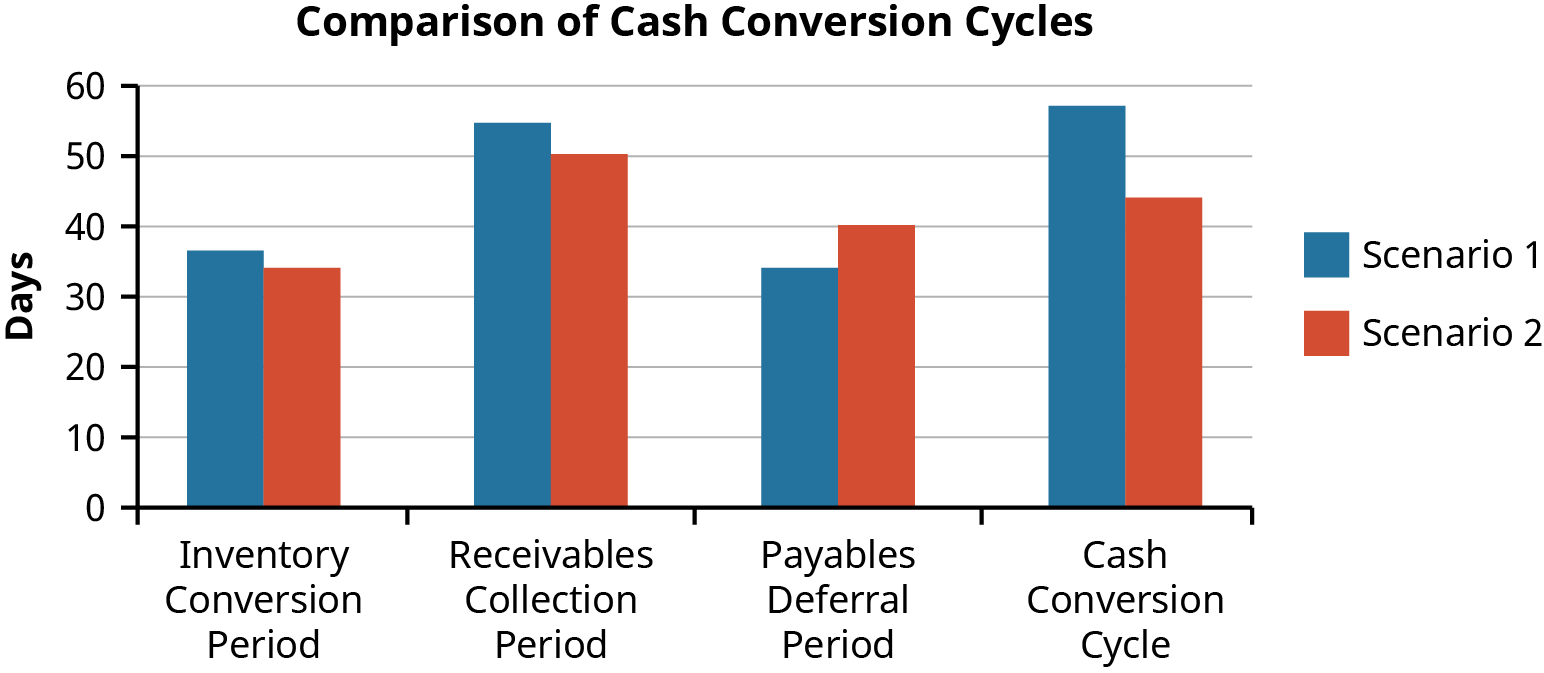 Comparison of Cash Conversion Cycles
60
50
40
30
20
10
0
Days
Inventory
Conversion
Period
Receivables
Collection
Period
Payables
Deferral
Period
Cash
Conversion
Cycle
Scenario 1
Scenario 2